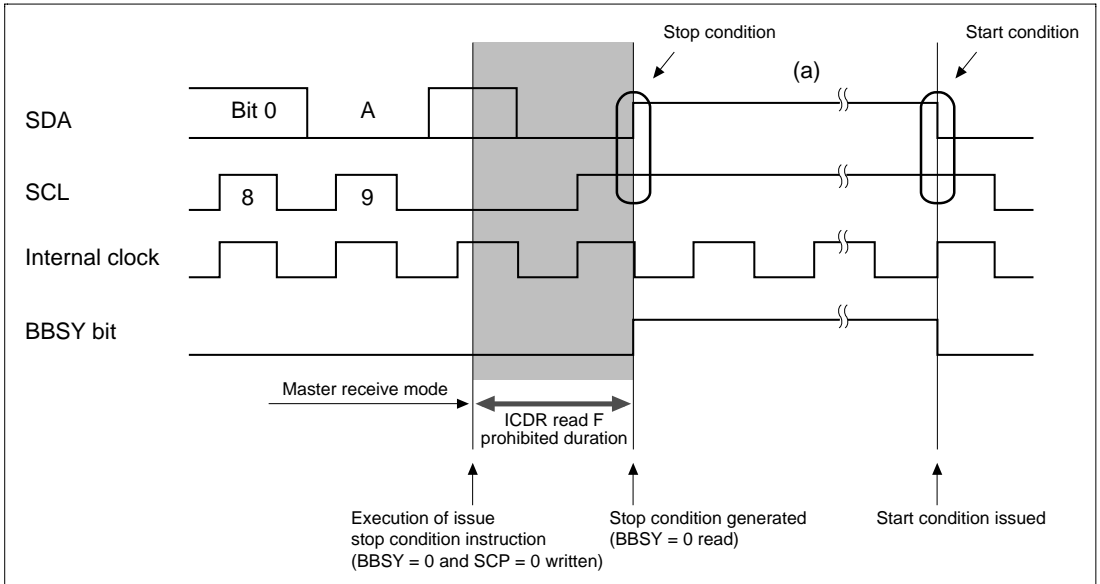 Stop condition
Start condition
(a)
SDA
Bit 0
A
SCL
8
9
Internal clock
BBSY bit
Master receive mode
ICDR read F
prohibited duration
Execution of issue
stop condition instruction
(BBSY = 0 and SCP = 0 written)
Stop condition generated
(BBSY = 0 read)
Start condition issued